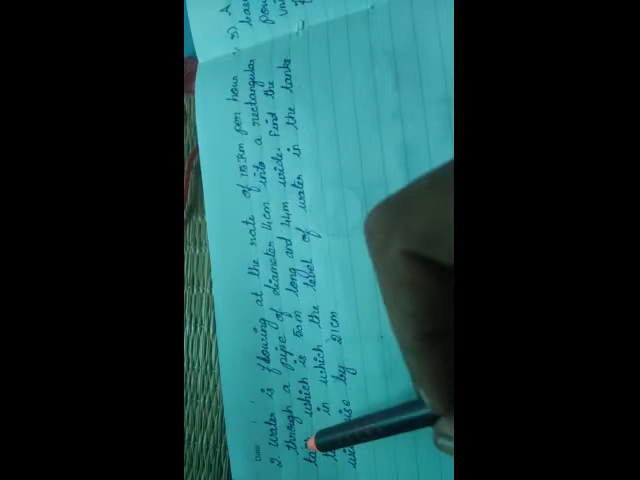 DATE
2. Water is flowing at the rate of 15 Km per hour
through a pipe of diameter 14cm into a rectangular
tank which is 50m long and 44m wide. Find the
in which the level of water in the tanks
rise by 21cm
3) A